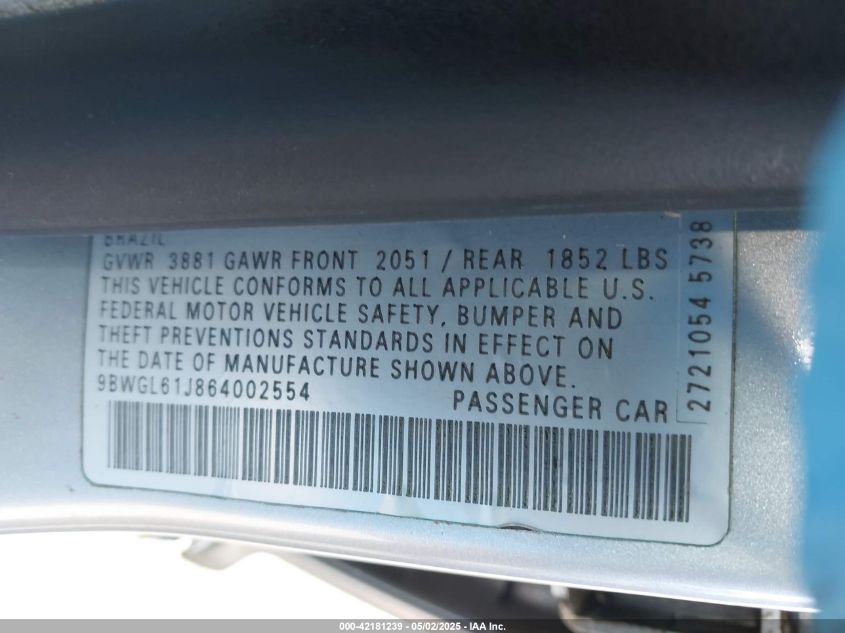 BRAZIL
GVWR 3881 GAWR FRONT 2051 / REAR 1852 LBS
THIS VEHICLE CONFORMS TO ALL APPLICABLE U.S.
FEDERAL MOTOR VEHICLE SAFETY, BUMPER AND
THEFT PREVENTIONS STANDARDS IN EFFECT ON
THE DATE OF MANUFACTURE SHOWN ABOVE.
9BWGL61J864002554
PASSENGER CAR
2721054 5738
000-42181239 - 05/02/2025 - IAA Inc.